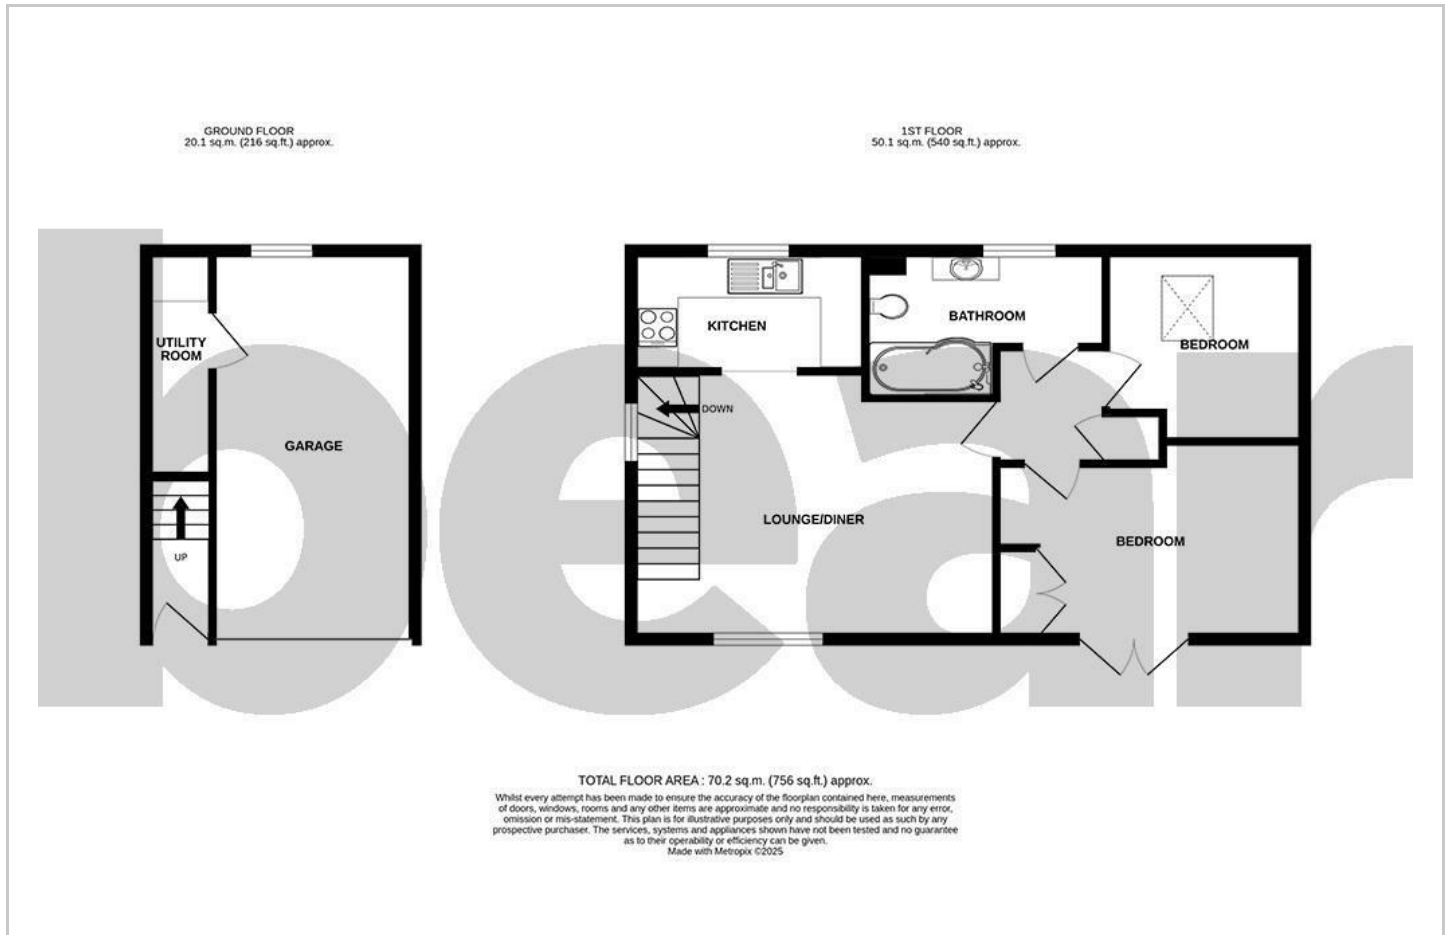 GROUND FLOOR
20.1 sq.m. (216 sq.ft.) approx.
1ST FLOOR
50.1 sq.m. (540 sq.ft.) approx.
UTILITY
ROOM
GARAGE
UP
KITCHEN
BATHROOM
BEDROOM
DOWN
LOUNGE/DINER
BEDROOM
bear
TOTAL FLOOR AREA : 70.2 sq.m. (756 sq.ft.) approx.
Whilst every attempt has been made to ensure the accuracy of the floorplan contained here, measurements
of doors, windows, rooms and any other items are approximate and no responsibility is taken for any error,
omission or mis-statement. This plan is for illustrative purposes only and should be used as such by any
prospective purchaser. The services, systems and appliances shown have not been tested and no guarantee
as to their operability or efficiency can be given.
Made with Metropix ©2025